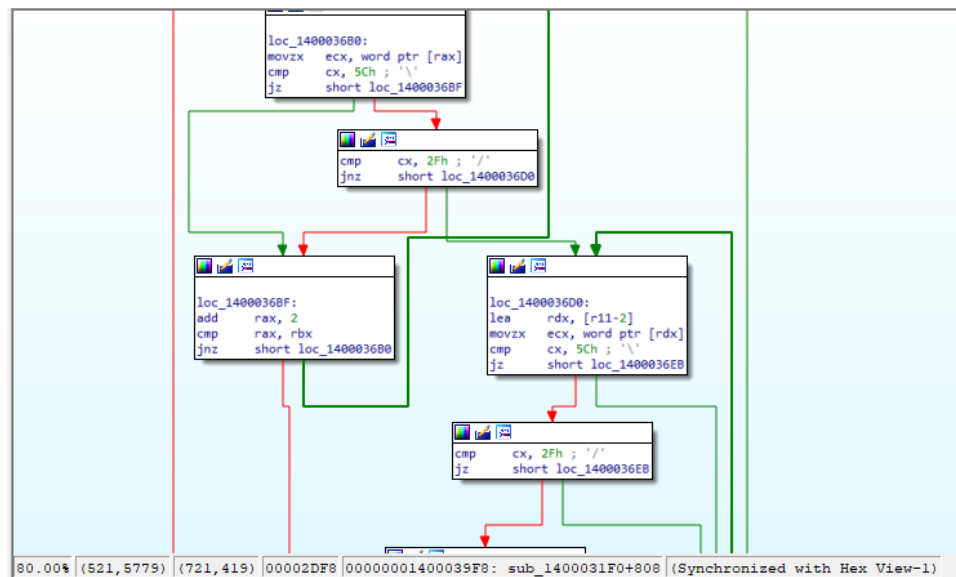 loc_1400036B0:
movzx ecx, word ptr [rax]
cmp cx, 5Ch ; '\'
jz short loc_1400036BF
cmp cx, 2Fh ; '/'
jnz short loc_1400036D0
loc_1400036BF:
add rax, 2
cmp rax, rbx
jnz short loc_1400036B0
loc_1400036D0:
lea rdx, [r11-2]
movzx ecx, word ptr [rdx]
cmp cx, 5Ch ; '\'
jz short loc_1400036EB
cmp cx, 2Fh ; '/'
jz short loc_1400036EB
80.00% (521,5779) (721,419) 00002DF8 00000001400039F8: sub_1400031F0+808 (Synchronized with Hex View-1)